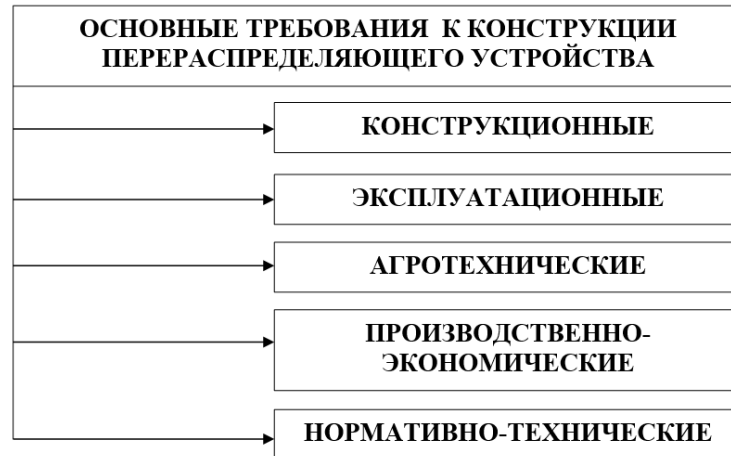 ОСНОВНЫЕ ТРЕБОВАНИЯ К КОНСТРУКЦИИ
ПЕРЕРАСПРЕДЕЛЯЮЩЕГО УСТРОЙСТВА
КОНСТРУКЦИОННЫЕ
ЭКСПЛУАТАЦИОННЫЕ
АГРОТЕХНИЧЕСКИЕ
ПРОИЗВОДСТВЕННО-
ЭКОНОМИЧЕСКИЕ
НОРМАТИВНО-ТЕХНИЧЕСКИЕ